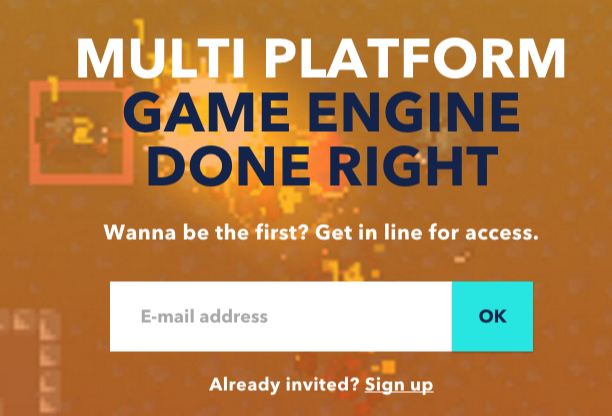 MULTI PLATFORM
GAME ENGINE
DONE RIGHT
Wanna be the first? Get in line for access.
E-mail address
OK
Already invited? Sign up